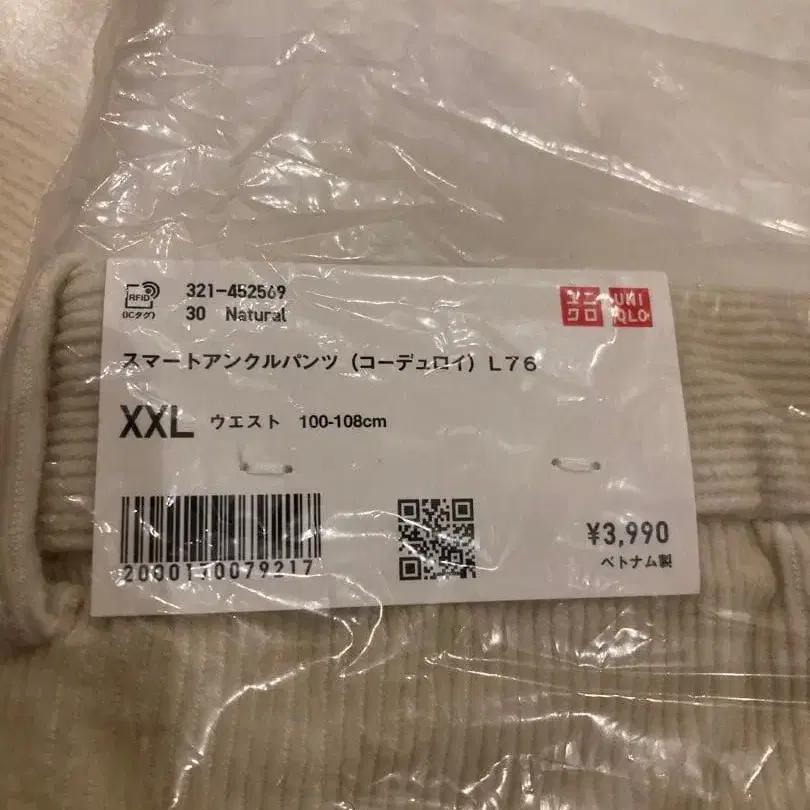 RFID
(ICタグ)
321-452569
30 Natural
ユニクロ
UNIQLO
スマートアンクルパンツ（コーデュロイ）L76
XXL ウエスト 100-108cm
2000170079217
¥3,990
ベトナム製